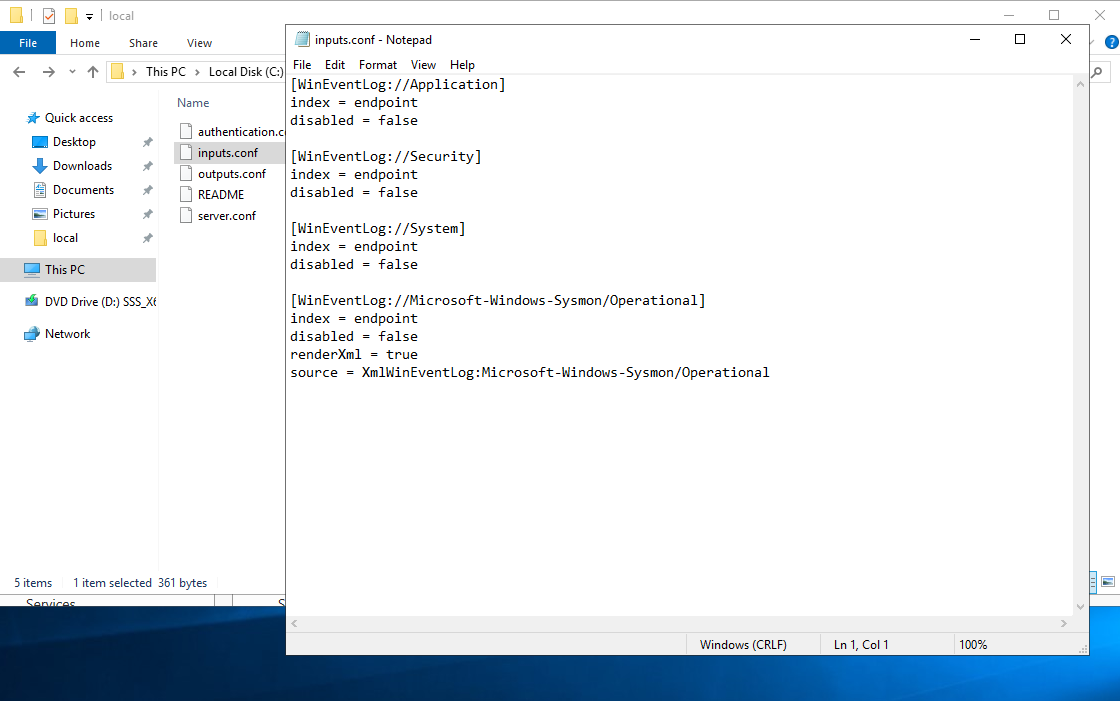 local
File
Home
Share
View
This PC
Local Disk (C:)
Quick access
Desktop
Downloads
Documents
Pictures
local
This PC
DVD Drive (D:) SSS_X6
Network
Name
authentication.c
inputs.conf
outputs.conf
README
server.conf
5 items
1 item selected
361 bytes
Services
S
inputs.conf - Notepad
File
Edit
Format
View
Help
[WinEventLog://Application]
index = endpoint
disabled = false
[WinEventLog://Security]
index = endpoint
disabled = false
[WinEventLog://System]
index = endpoint
disabled = false
[WinEventLog://Microsoft-Windows-Sysmon/Operational]
index = endpoint
disabled = false
renderXml = true
source = XmlWinEventLog:Microsoft-Windows-Sysmon/Operational
Windows (CRLF)
Ln 1, Col 1
100%